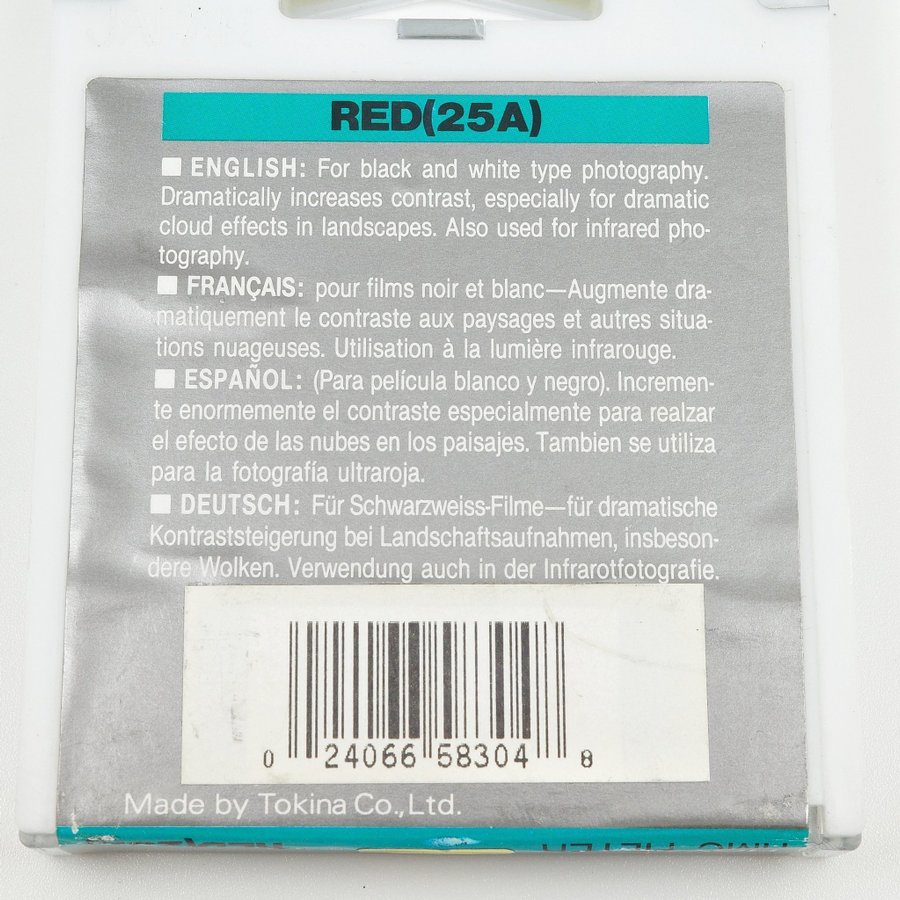 RED(25A)
■ ENGLISH: For black and white type photography.
Dramatically increases contrast, especially for dramatic
cloud effects in landscapes. Also used for infrared pho-
tography.
■ FRANÇAIS: pour films noir et blanc—Augmente dra-
matiquement le contraste aux paysages et autres situa-
tions nuageuses. Utilisation à la lumière infrarouge.
■ ESPAÑOL: (Para película blanco y negro). Incremen-
te enormemente el contraste especialmente para realzar
el efecto de las nubes en los paisajes. Tambien se utiliza
para la fotografía ultraroja.
■ DEUTSCH: Für Schwarzweiss-Filme—für dramatische
Kontraststeigerung bei Landschaftsaufnahmen, insbeson-
dere Wolken. Verwendung auch in der Infrarotfotografie.
0 24066 58304 8
Made by Tokina Co.,Ltd.